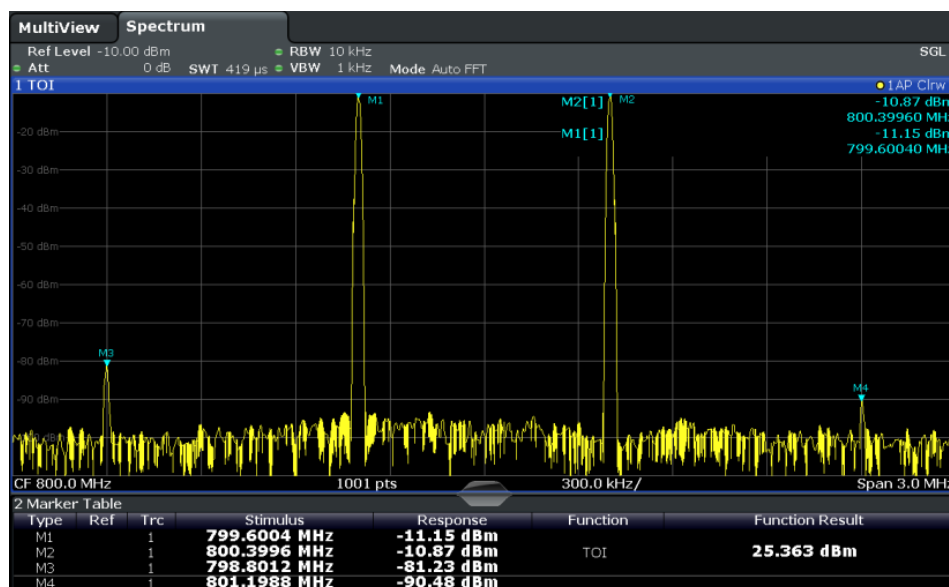 MultiView Spectrum
Ref Level -10.00 dBm RBW 10 kHz SGL
Att 0 dB SWT 419 µs VBW 1 kHz Mode Auto FFT
1 TOI 1AP Clrw
M1 M2[1] M2 -10.87 dBm
800.39960 MHz
-20 dBm M1[1] -11.15 dBm
799.60040 MHz
-30 dBm
-40 dBm
-50 dBm
-60 dBm
-70 dBm
M3
-80 dBm
M4
-90 dBm
CF 800.0 MHz 1001 pts 300.0 kHz/ Span 3.0 MHz
2 Marker Table
Type Ref Trc Stimulus Response Function Function Result
M1 1 799.6004 MHz -11.15 dBm
M2 1 800.3996 MHz -10.87 dBm TOI 25.363 dBm
M3 1 798.8012 MHz -81.23 dBm
M4 1 801.1988 MHz -90.48 dBm